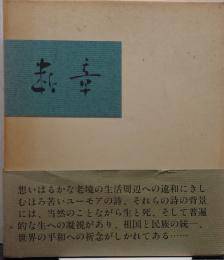 章
想いはるかな老境の生活周辺への違和にきし
むほろ苦いユーモアの詩、それらの詩の背景
には、当然のことながら生と死、そして普遍
的な生への凝視があり、祖国と民族の統一、
世界の平和への祈念がしかれてある……